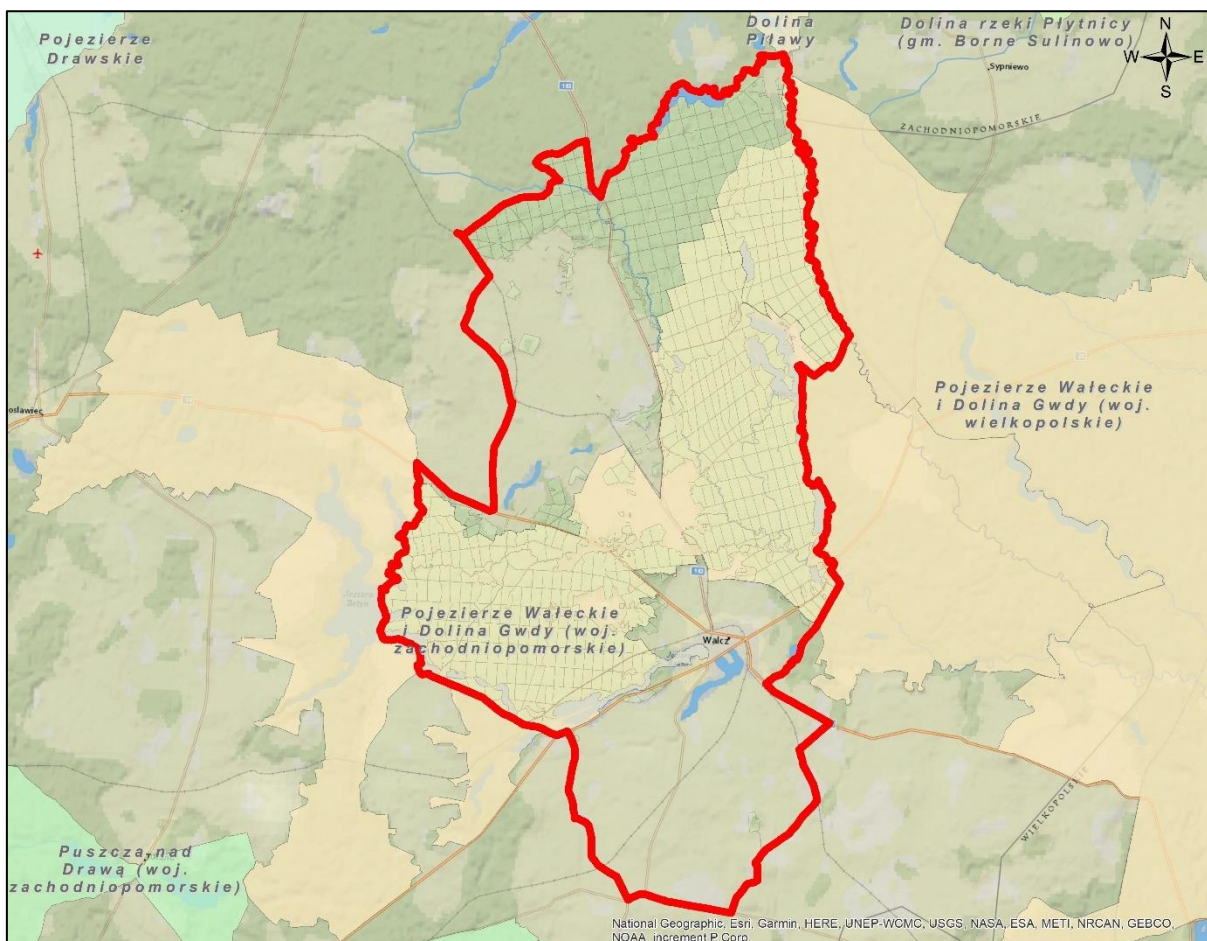 Pojezierze
Drawskie
Dolina
Piławy
Dolina rzeki Płytnicy
(gm. Borne Sulinowo)
N
W
E
S
Sypniewo
163
ZACHODNIOPOMORSKIE
Pojezierze Wałeckie
i Dolina Gwdy (woj.
wielkopolskie)
Pojezierze Wałeckie
i Dolina Gwdy (woj.
zachodniopomorskie)
163
Wałcz
WIELKOPOLSKIE
Puszcza nad
Drawą (woj.
zachodniopomorskie)
National Geographic, Esri, Garmin, HERE, UNEP-WCMC, USGS, NASA, ESA, METI, NRCAN, GEBCO,
NOAA, increment P Corp.